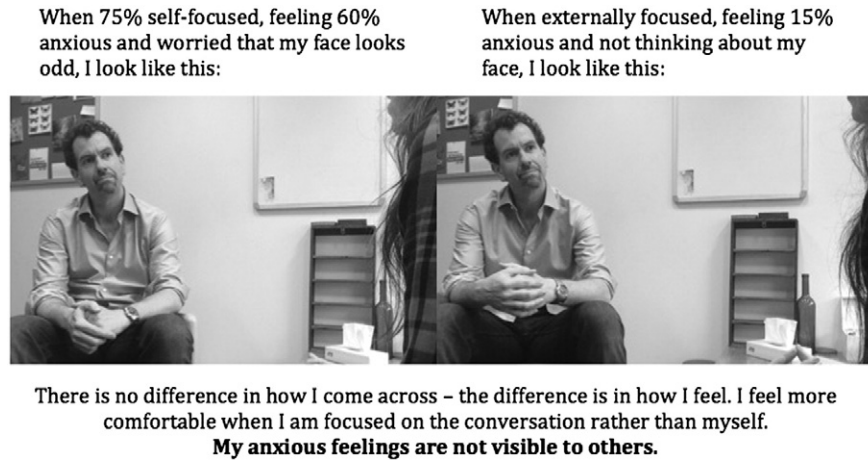 When 75% self-focused, feeling 60%
anxious and worried that my face looks
odd, I look like this:
When externally focused, feeling 15%
anxious and not thinking about my
face, I look like this:
There is no difference in how I come across – the difference is in how I feel. I feel more
comfortable when I am focused on the conversation rather than myself.
My anxious feelings are not visible to others.